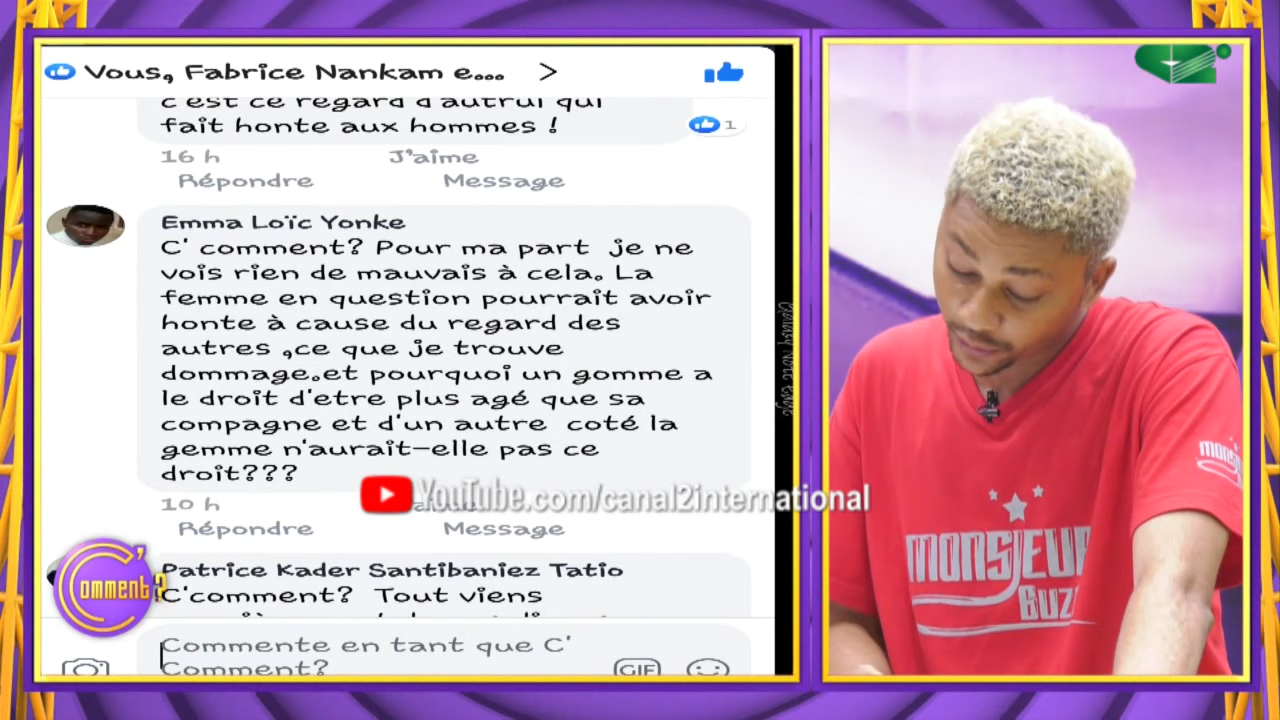 Vous, Fabrice Nankam e...
c'est ce regard d'autrui qui
fait honte aux hommes !
1
16 h J'aime
Répondre Message
Emma Loïc Yonke
C' comment? Pour ma part je ne
vois rien de mauvais à cela. La
femme en question pourrait avoir
honte à cause du regard des
autres ,ce que je trouve
dommage.et pourquoi un gomme a
le droit d'etre plus agé que sa
compagne et d'un autre coté la
gemme n'aurait-elle pas ce
droit???
10 h
YouTube.com/canal2international
Répondre Message
Patrice Kader Santibaniez Tatio
C'comment? Tout viens
C'omment?
Commente en tant que C'
Comment?
GIF
MONSIEUR
BUZZ